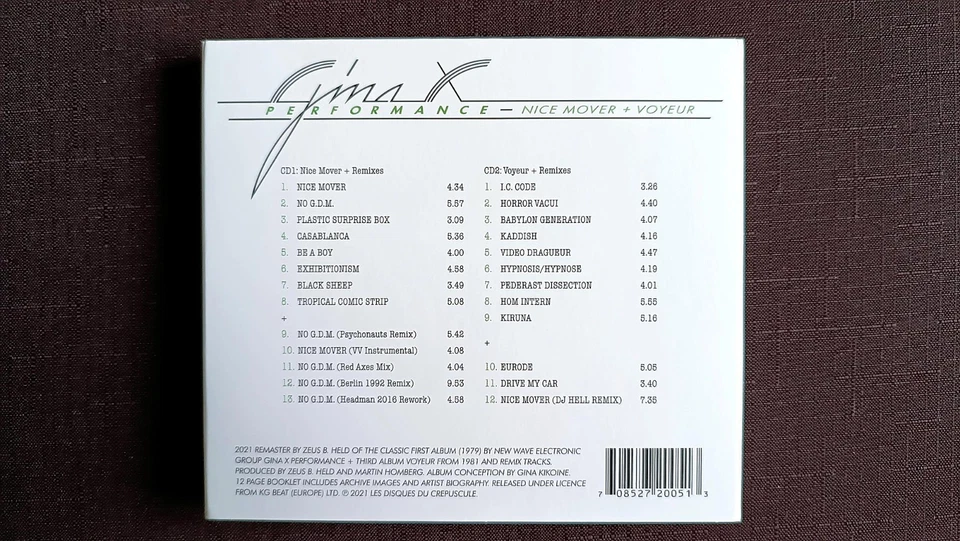 Gina X
PERFORMANCE — NICE MOVER + VOYEUR
CD1: Nice Mover + Remixes
1. NICE MOVER 4.34
2. NO G.D.M. 5.57
3. PLASTIC SURPRISE BOX 3.09
4. CASABLANCA 5.36
5. BE A BOY 4.00
6. EXHIBITIONISM 4.58
7. BLACK SHEEP 3.49
8. TROPICAL COMIC STRIP 5.08
+
9. NO G.D.M. (Psychonauts Remix) 5.42
10. NICE MOVER (VV Instrumental) 4.08
11. NO G.D.M. (Red Axes Mix) 4.04
12. NO G.D.M. (Berlin 1992 Remix) 9.53
13. NO G.D.M. (Headman 2016 Rework) 4.58
CD2: Voyeur + Remixes
1. I.C. CODE 3.26
2. HORROR VACUI 4.40
3. BABYLON GENERATION 4.07
4. KADDISH 4.16
5. VIDEO DRAGUEUR 4.47
6. HYPNOSIS/HYPNOSE 4.19
7. PEDERAST DISSECTION 4.01
8. HOM INTERN 5.55
9. KIRUNA 5.16
+
10. EURODE 5.05
11. DRIVE MY CAR 3.40
12. NICE MOVER (DJ HELL REMIX) 7.35
2021 REMASTER BY ZEUS B. HELD OF THE CLASSIC FIRST ALBUM (1979) BY NEW WAVE ELECTRONIC
GROUP GINA X PERFORMANCE + THIRD ALBUM VOYEUR FROM 1981 AND REMIX TRACKS.
PRODUCED BY ZEUS B. HELD AND MARTIN HOMBERG. ALBUM CONCEPTION BY GINA KIKOINE.
12 PAGE BOOKLET INCLUDES ARCHIVE IMAGES AND ARTIST BIOGRAPHY. RELEASED UNDER LICENCE
FROM KG BEAT (EUROPE) LTD. ℗ 2021 LES DISQUES DU CREPUSCULE.
7 08527 20051 3